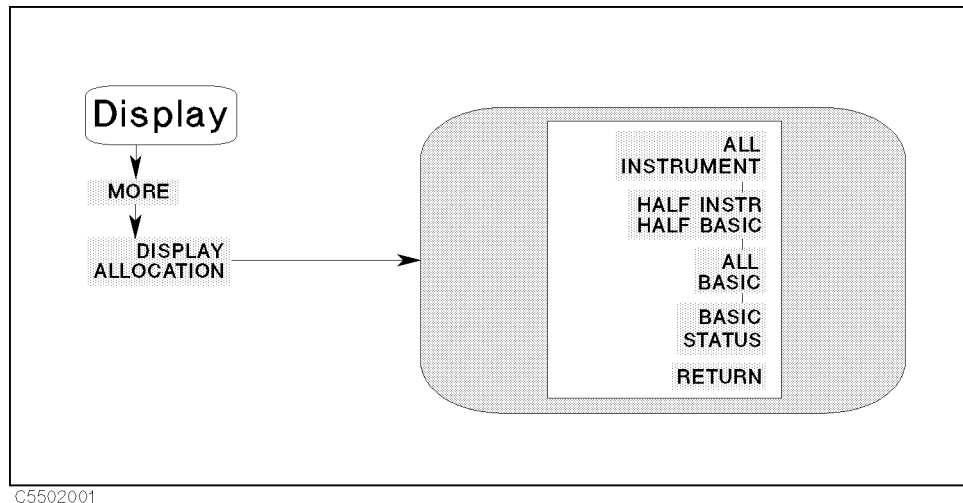 Display
MORE
DISPLAY
ALLOCATION
ALL
INSTRUMENT
HALF INSTR
HALF BASIC
ALL
BASIC
BASIC
STATUS
RETURN
C5502001